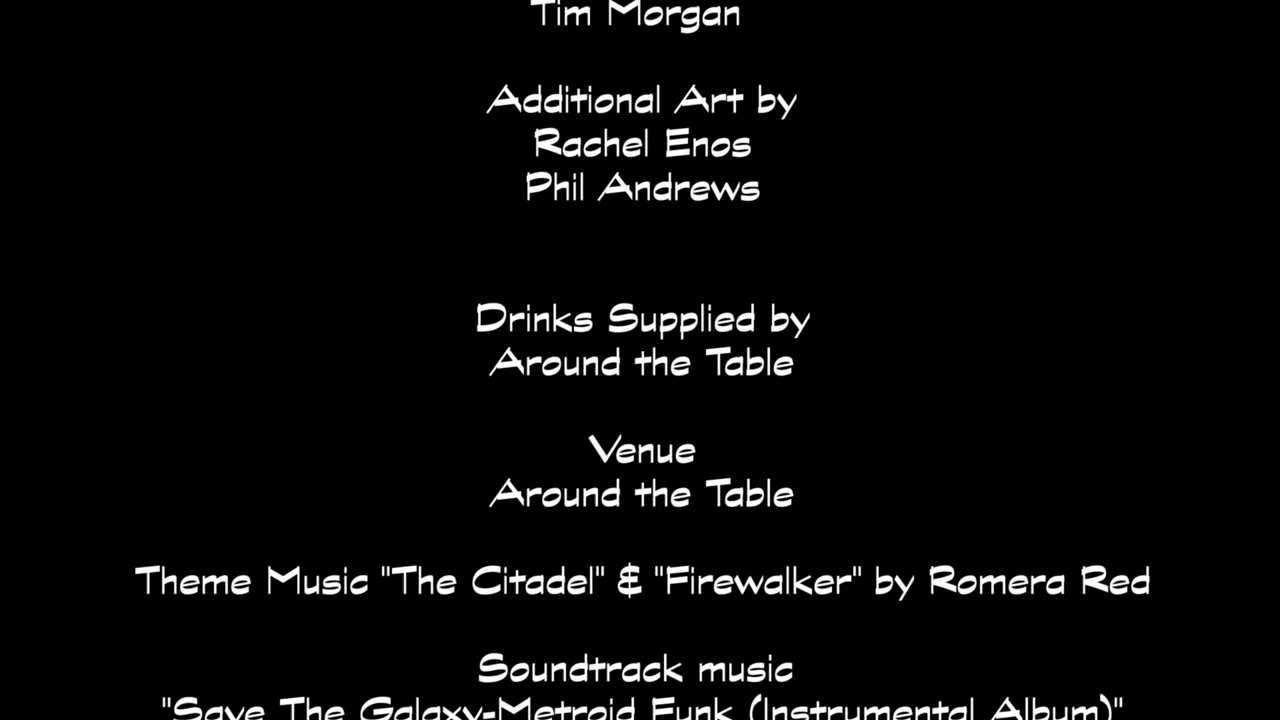 Tim Morgan
Additional Art by
Rachel Enos
Phil Andrews
Drinks Supplied by
Around the Table
Venue
Around the Table
Theme Music "The Citadel" & "Firewalker" by Romera Red
Soundtrack music
"Save The Galaxy-Metroid Funk (Instrumental Album)"